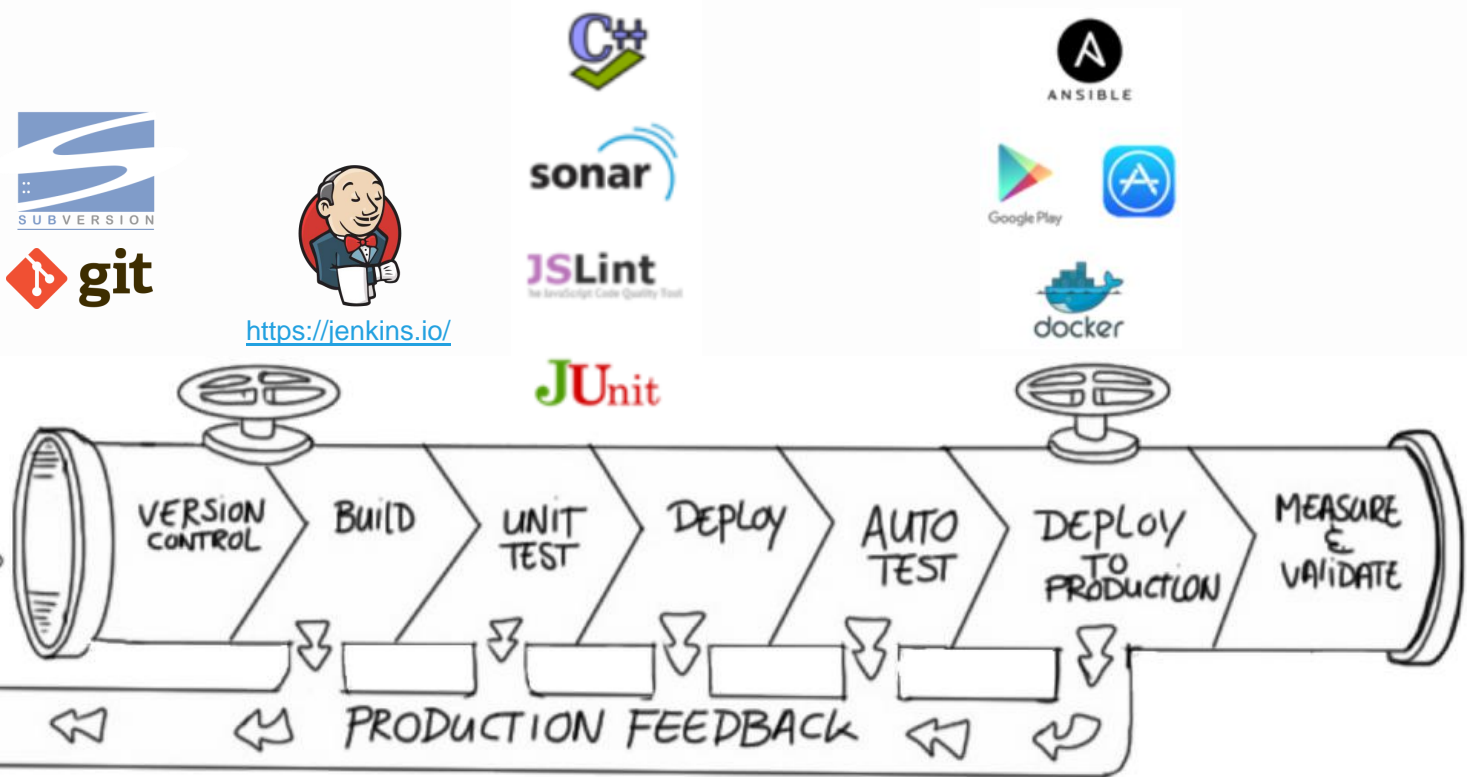 C++
SUBVERSION
git
https://jenkins.io/
sonar
JSLint
The JavaScript Code Quality Tool
JUnit
ANSIBLE
Google Play
docker
VERSION
CONTROL
BUILD
UNIT
TEST
DEPLOY
AUTO
TEST
DEPLOY
TO
PRODUCTION
MEASURE
&
VALIDATE
PRODUCTION FEEDBACK